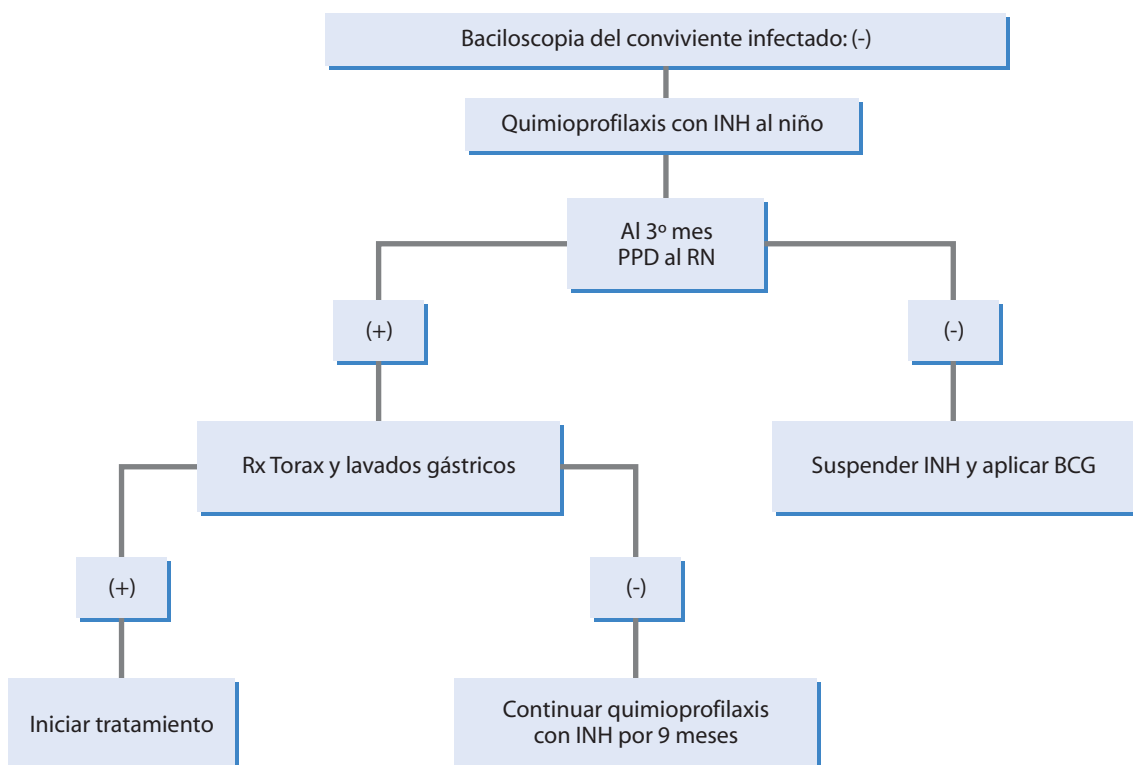 Baciloscopia del conviviente infectado: (-)
Quimioprofilaxis con INH al niño
Al 3º mes
PPD al RN
(+)
(-)
Rx Torax y lavados gástricos
Suspender INH y aplicar BCG
(+)
(-)
Iniciar tratamiento
Continuar quimioprofilaxis
con INH por 9 meses